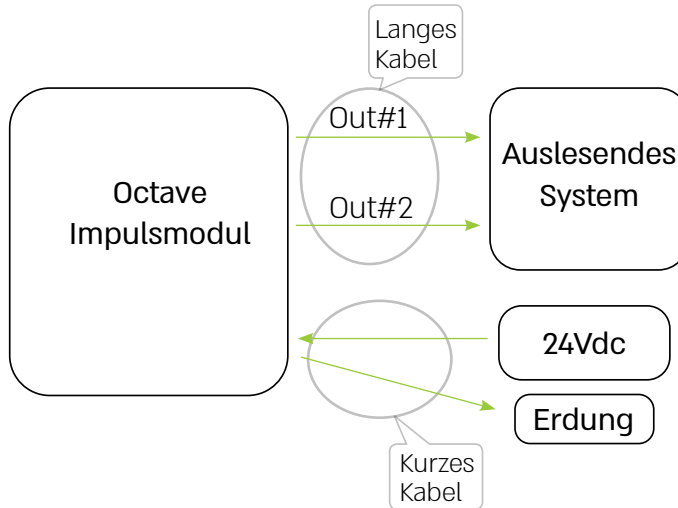 Langes
Kabel
Out#1
Out#2
Octave
Impulsmodul
Auslesendes
System
24Vdc
Erdung
Kurzes
Kabel